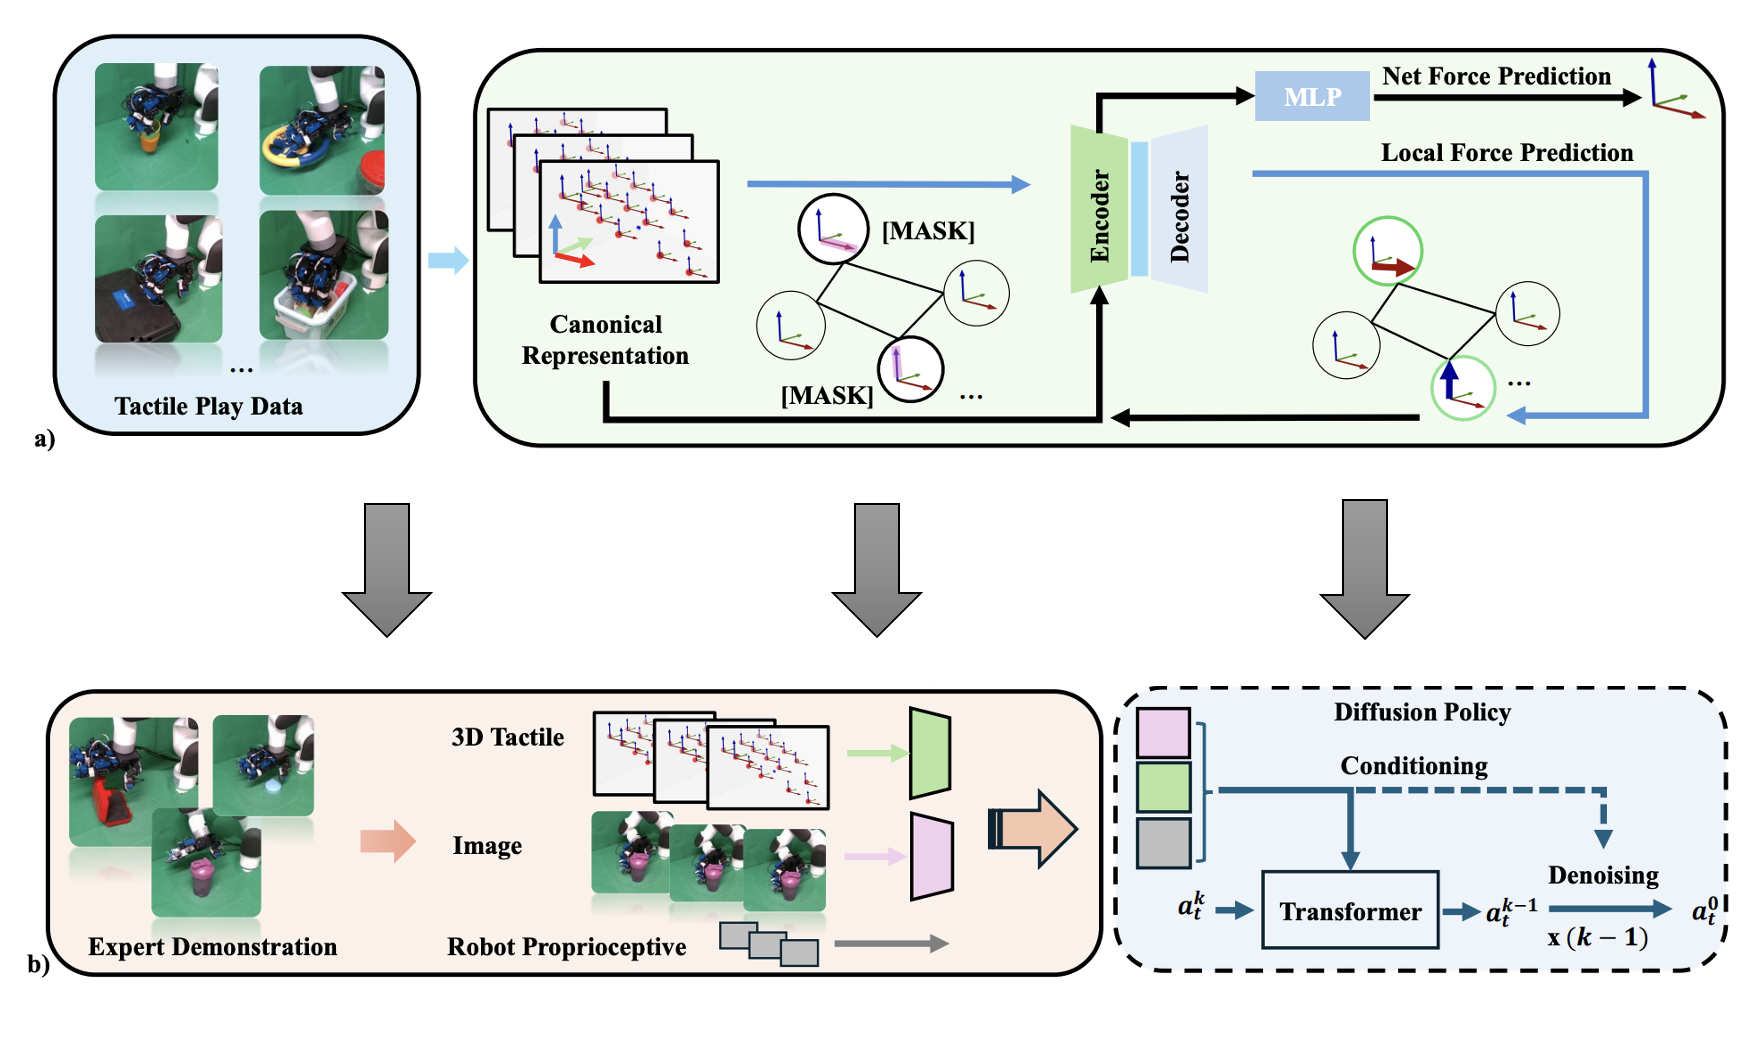 Tactile Play Data
...
a)
Canonical
Representation
[MASK]
[MASK]
...
Encoder
Decoder
MLP
Net Force Prediction
Local Force Prediction
...
b)
Expert Demonstration
3D Tactile
Image
Robot Proprioceptive
Diffusion Policy
Conditioning
a_t^k
Transformer
a_t^{k−1}
Denoising
x (k − 1)
a_t^0